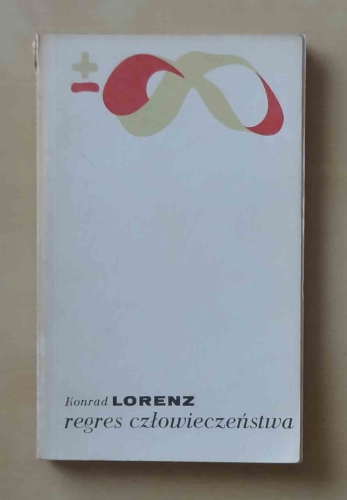 ±∞
Konrad LORENZ
regres człowieczeństwa